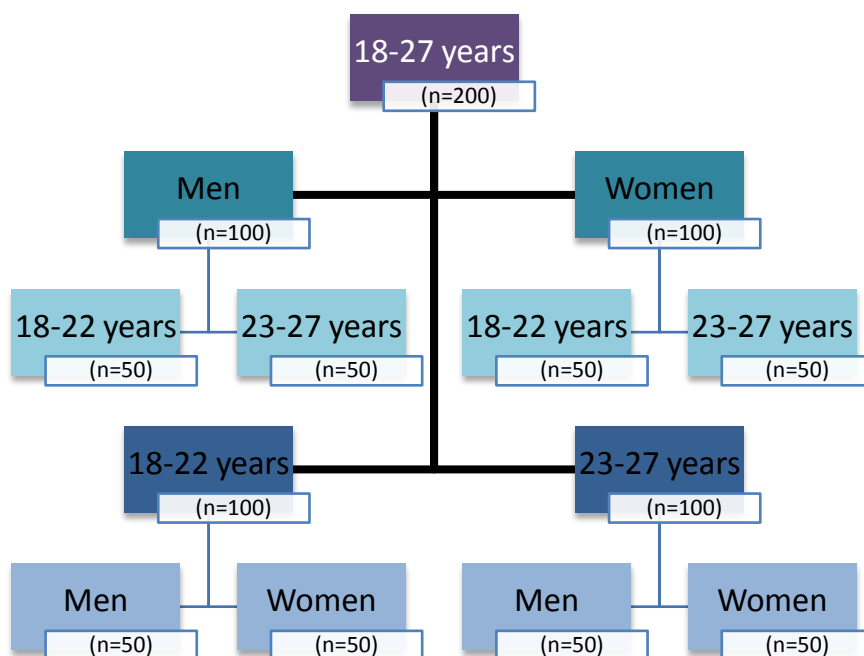 18-27 years
(n=200)
Men
Women
(n=100)
(n=100)
18-22 years
23-27 years
18-22 years
23-27 years
(n=50)
(n=50)
(n=50)
(n=50)
18-22 years
23-27 years
(n=100)
(n=100)
Men
Women
Men
Women
(n=50)
(n=50)
(n=50)
(n=50)